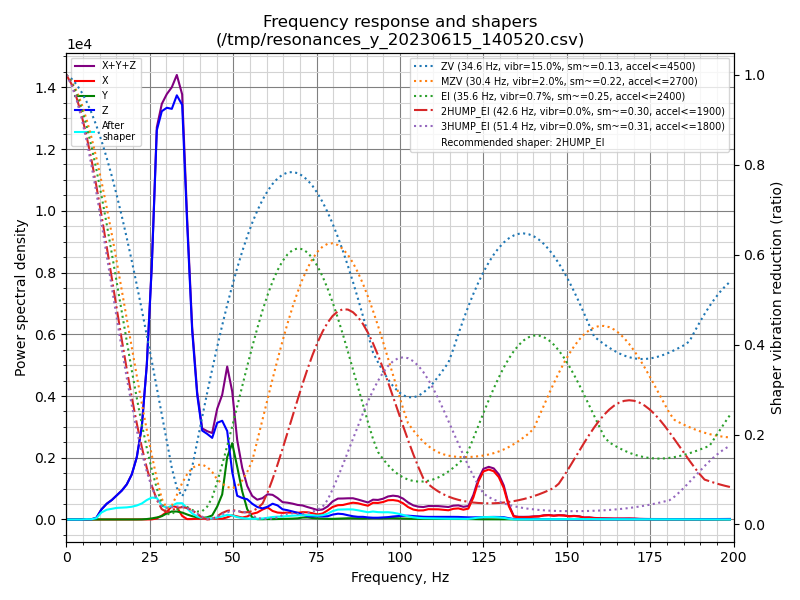 Frequency response and shapers
(/tmp/resonances_y_20230615_140520.csv)
1e4
X+Y+Z
X
Y
Z
After
shaper
ZV (34.6 Hz, vibr=15.0%, sm~=0.13, accel<=4500)
MZV (30.4 Hz, vibr=2.0%, sm~=0.22, accel<=2700)
EI (35.6 Hz, vibr=0.7%, sm~=0.25, accel<=2400)
2HUMP_EI (42.6 Hz, vibr=0.0%, sm~=0.30, accel<=1900)
3HUMP_EI (51.4 Hz, vibr=0.0%, sm~=0.31, accel<=1800)
Recommended shaper: 2HUMP_EI
Power spectral density
1.4
1.2
1.0
0.8
0.6
0.4
0.2
0.0
1.0
0.8
0.6
0.4
0.2
0.0
Shaper vibration reduction (ratio)
0 25 50 75 100 125 150 175 200
Frequency, Hz